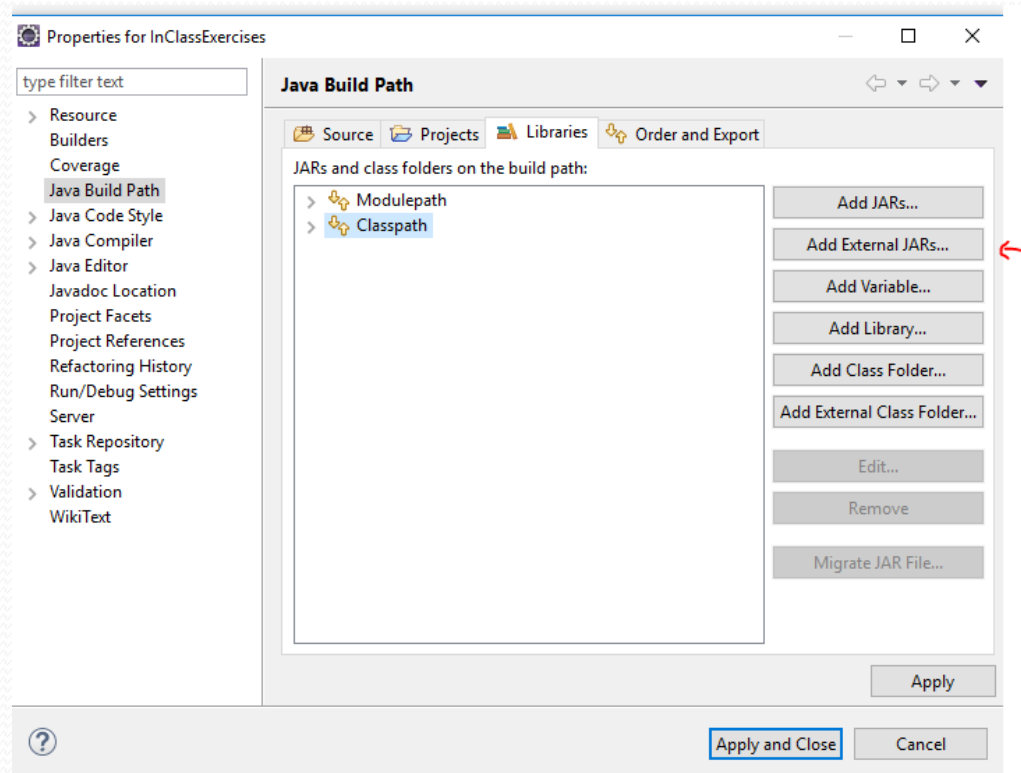 Properties for InClassExercises
type filter text
Java Build Path
Resource
Builders
Coverage
Java Build Path
Java Code Style
Java Compiler
Java Editor
Javadoc Location
Project Facets
Project References
Refactoring History
Run/Debug Settings
Server
Task Repository
Task Tags
Validation
WikiText
Source Projects Libraries Order and Export
JARs and class folders on the build path:
Modulepath
Classpath
Add JARs...
Add External JARs...
Add Variable...
Add Library...
Add Class Folder...
Add External Class Folder...
Edit...
Remove
Migrate JAR File...
Apply
?
Apply and Close Cancel